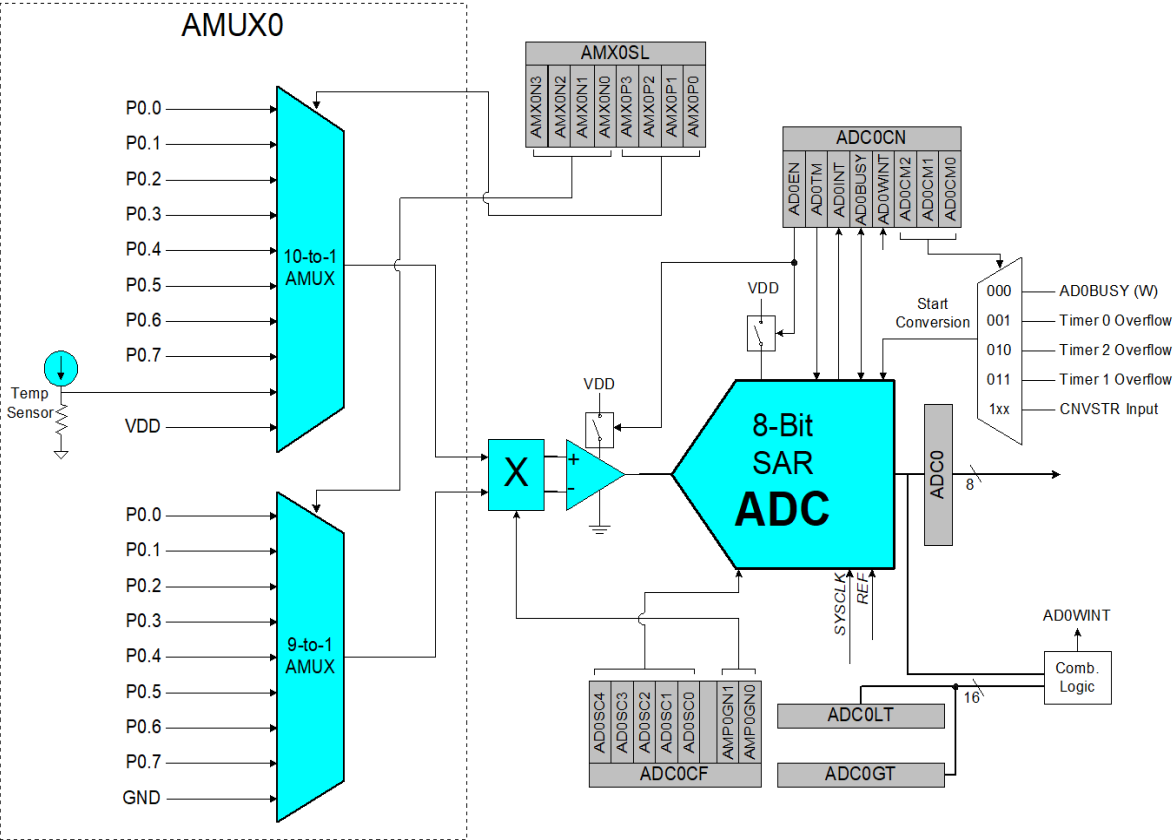 AMUX0
P0.0
P0.1
P0.2
P0.3
P0.4
P0.5
P0.6
P0.7
Temp
Sensor
VDD
10-to-1
AMUX
P0.0
P0.1
P0.2
P0.3
P0.4
P0.5
P0.6
P0.7
GND
9-to-1
AMUX
AMX0SL
AMX0N3
AMX0N2
AMX0N1
AMX0N0
AMX0P3
AMX0P2
AMX0P1
AMX0P0
ADC0CN
AD0EN
AD0TM
AD0INT
AD0BUSY
AD0WINT
AD0CM2
AD0CM1
AD0CM0
VDD
VDD
Start
Conversion
000
AD0BUSY (W)
001
Timer 0 Overflow
010
Timer 2 Overflow
011
Timer 1 Overflow
1xx
CNVSTR Input
X
+
-
8-Bit
SAR
ADC
ADC0
8
SYSCLK
REF
AD0WINT
Comb.
Logic
16
ADC0LT
ADC0GT
AD0SC4
AD0SC3
AD0SC2
AD0SC1
AD0SC0
AMP0GN1
AMP0GN0
ADC0CF